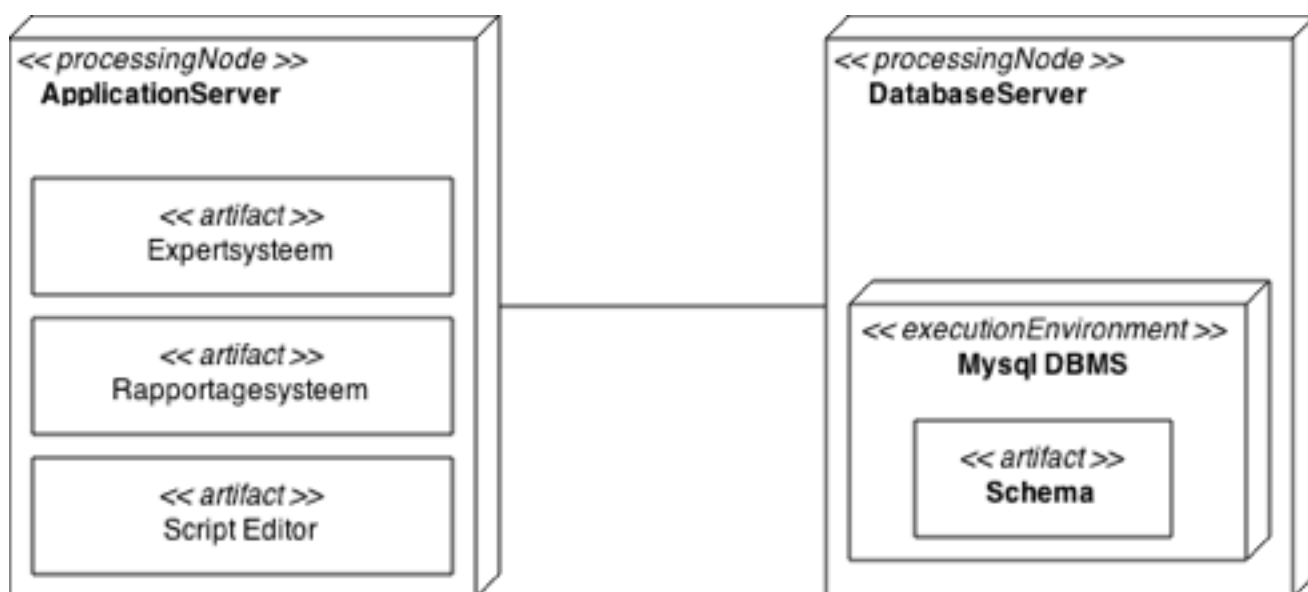 << processingNode >>
ApplicationServer
<< artifact >>
Expertsysteem
<< artifact >>
Rapportagesysteem
<< artifact >>
Script Editor
<< processingNode >>
DatabaseServer
<< executionEnvironment >>
Mysql DBMS
<< artifact >>
Schema